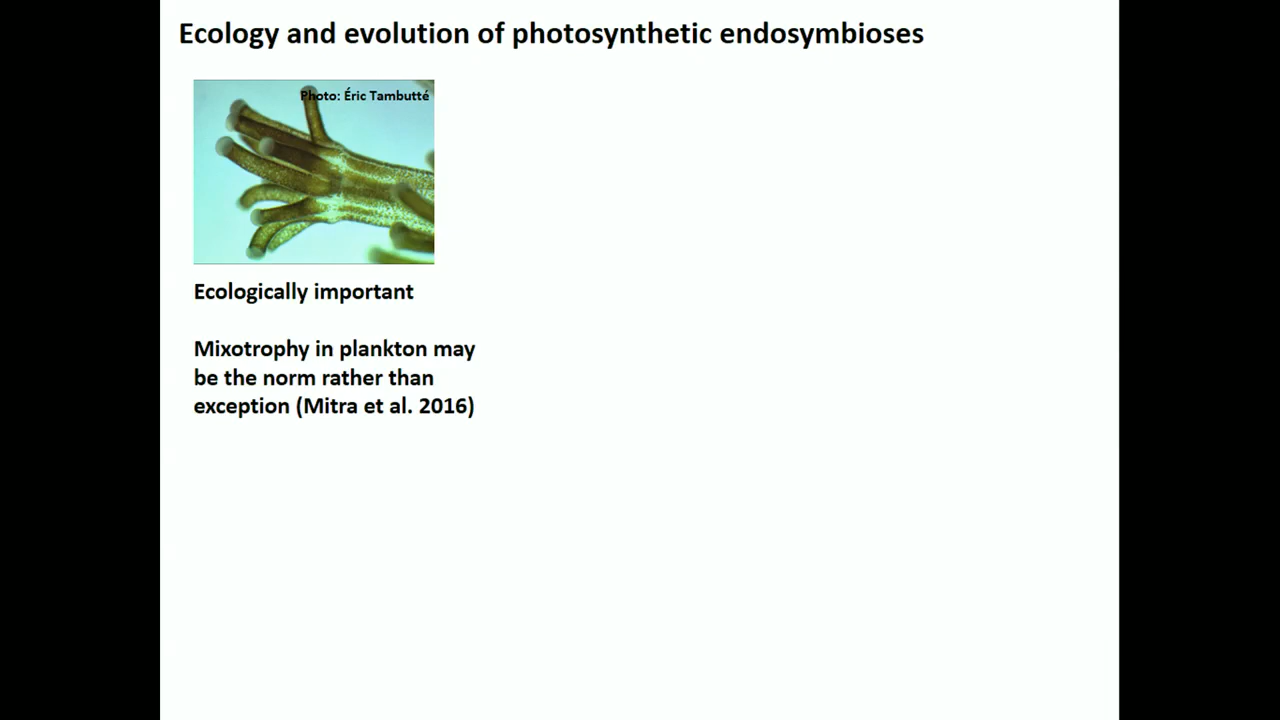 Ecology and evolution of photosynthetic endosymbioses
Photo: Éric Tambutté
Ecologically important
Mixotrophy in plankton may
be the norm rather than
exception (Mitra et al. 2016)